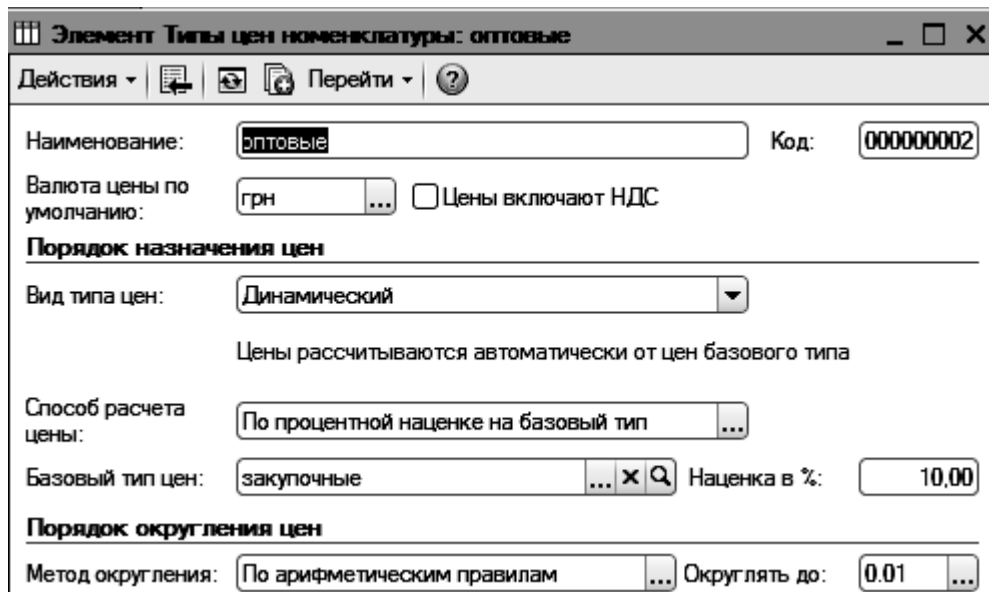 Элемент Типы цен номенклатуры: оптовые
Действия Перейти
Наименование: оптовые Код: 000000002
Валюта цены по
умолчанию: грн ... Цены включают НДС
Порядок назначения цен
Вид типа цен: Динамический
Цены рассчитываются автоматически от цен базового типа
Способ расчета
цены: По процентной наценке на базовый тип ...
Базовый тип цен: закупочные ... Наценка в %: 10,00
Порядок округления цен
Метод округления: По арифметическим правилам ... Округлять до: 0.01 ...